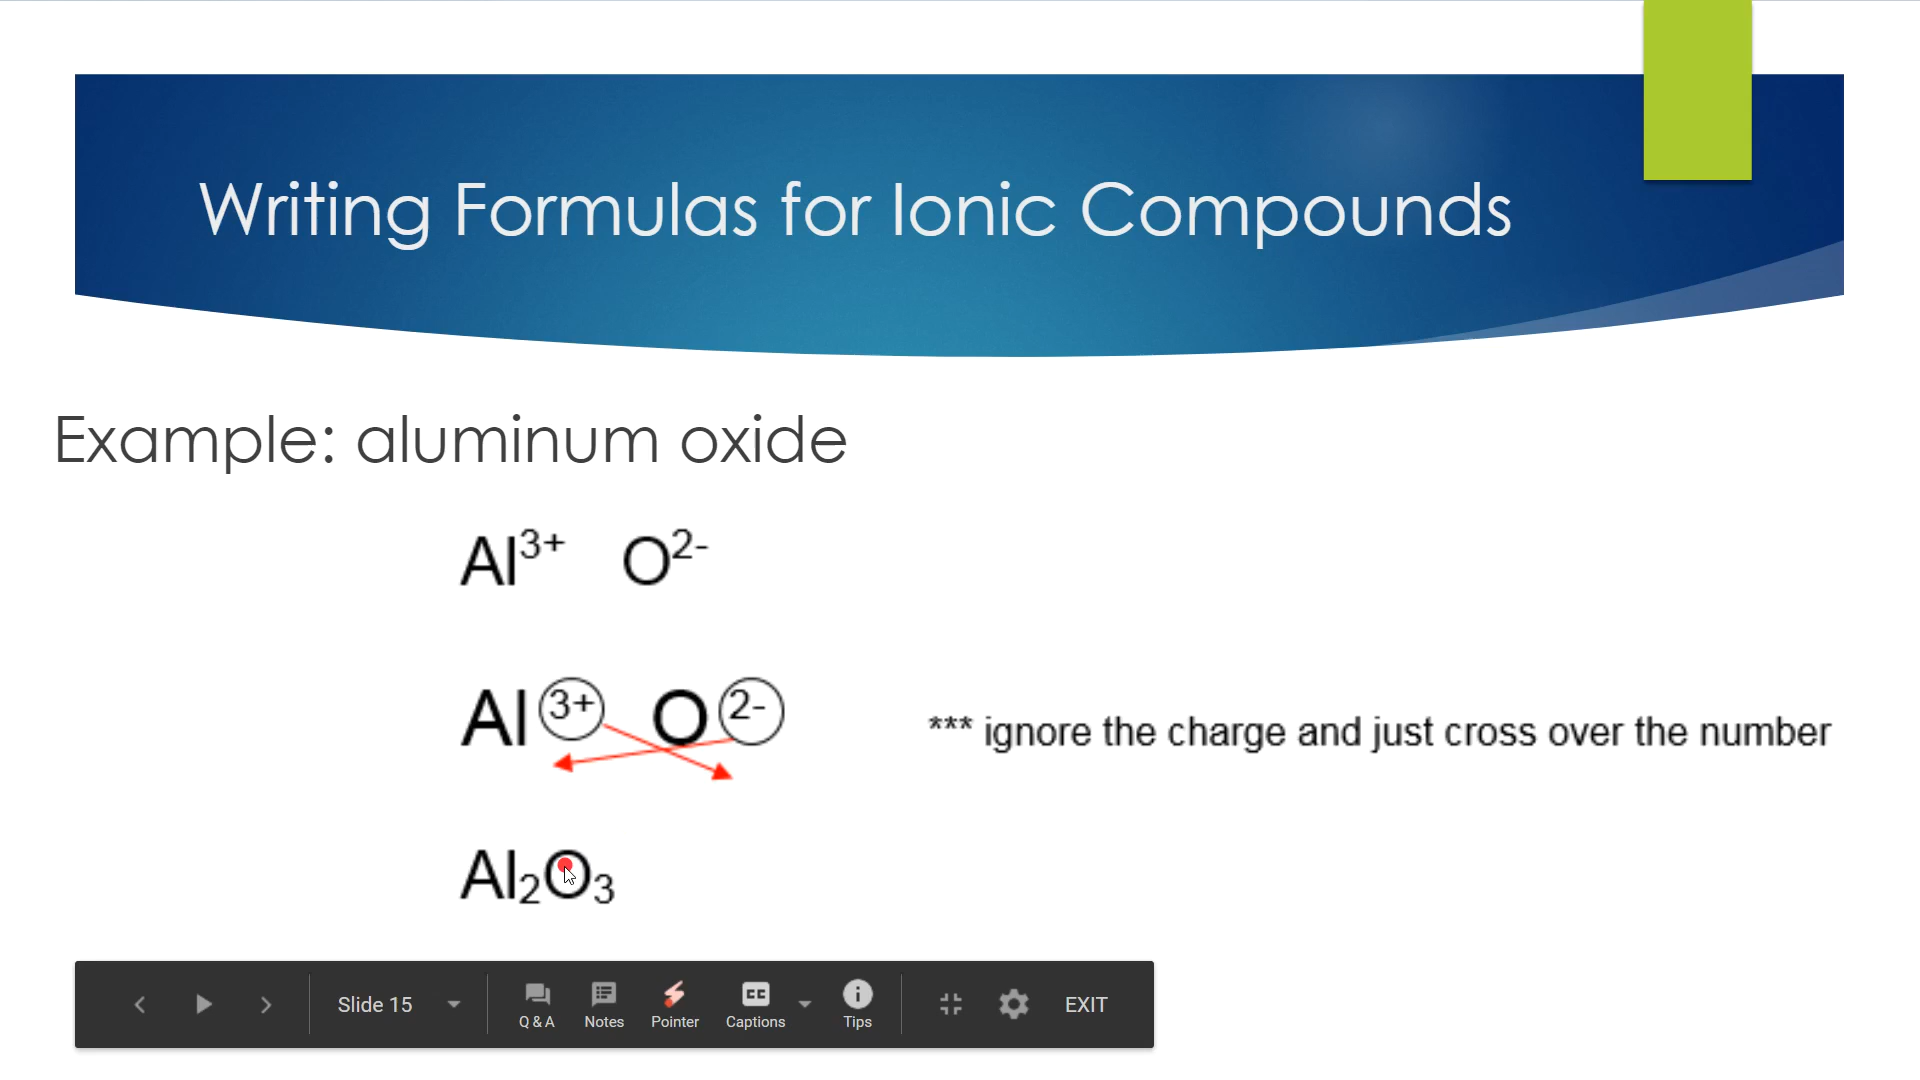 Writing Formulas for Ionic Compounds
Example: aluminum oxide
Al³⁺ O²⁻
Al ³⁺ O ²⁻
*** ignore the charge and just cross over the number
Al₂O₃
Slide 15
Q & A
Notes
Pointer
CC
Captions
Tips
EXIT